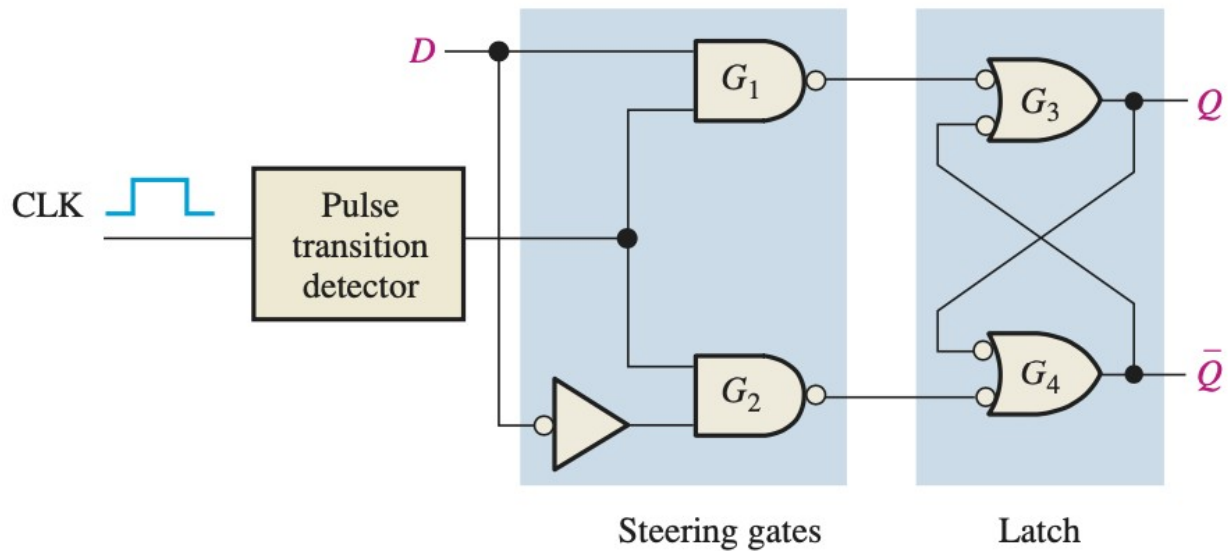 D
G₁
G₃
Q
CLK
Pulse
transition
detector
G₂
G₄
Q̄
Steering gates
Latch